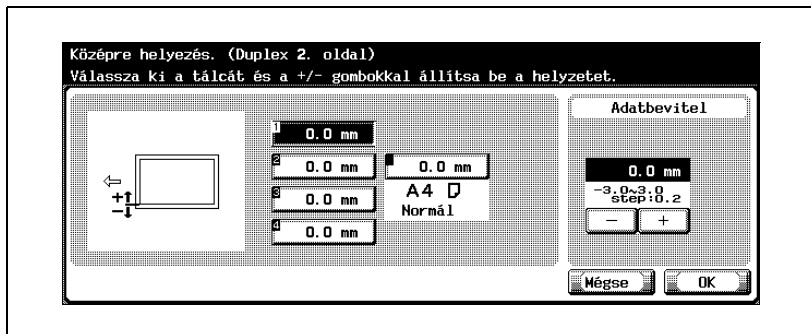 Középre helyezés. (Duplex 2. oldal)
Válassza ki a tálcát és a +/- gombokkal állítsa be a helyzetet.
Adatbevitel
1 0.0 mm
2 0.0 mm
0.0 mm
3 0.0 mm
A4
Normál
4 0.0 mm
0.0 mm
-3.0~3.0
step:0.2
- +
+
-
Mégse
OK